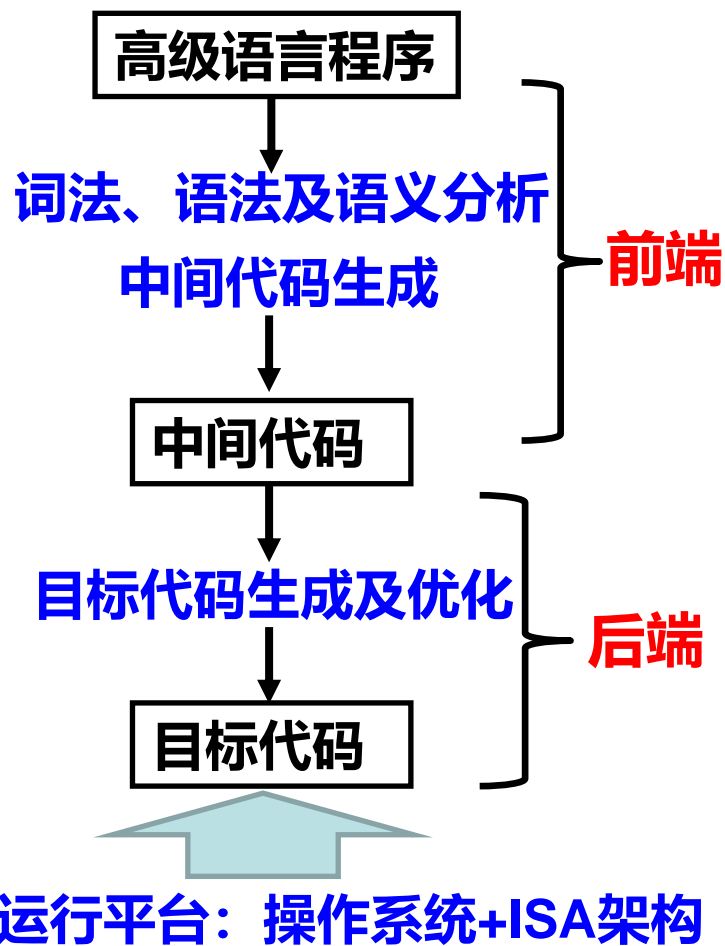 高级语言程序
词法、语法及语义分析
中间代码生成
前端
中间代码
目标代码生成及优化
后端
目标代码
运行平台：操作系统+ISA架构